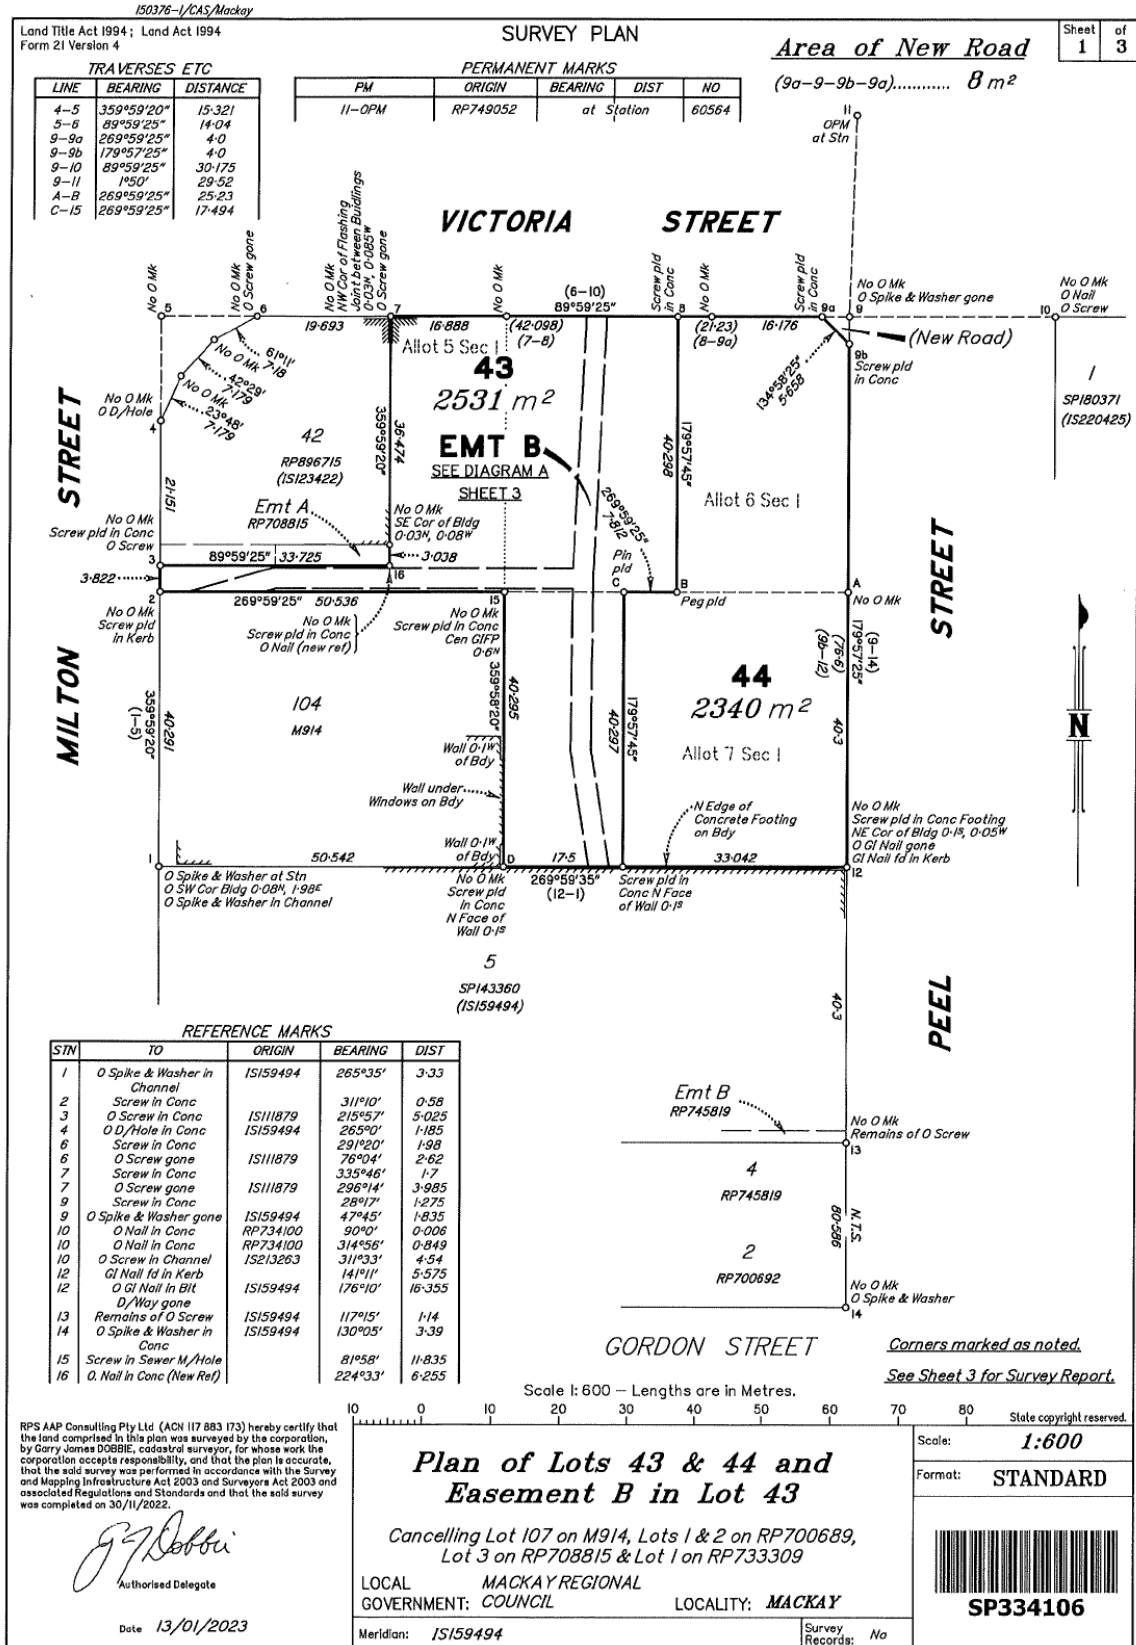 150376-1/CAS/Mackay
Land Title Act 1994 ; Land Act 1994
Form 21 Version 4
SURVEY PLAN
Sheet 1 of 3
Area of New Road
(9a-9-9b-9a)............ 8 m²
TRAVERSES ETC
LINE BEARING DISTANCE
4-5 359°59'20" 15·321
5-6 89°59'25" 14·04
9-9a 269°59'25" 4·0
9-9b 179°57'25" 4·0
9-10 89°59'25" 30·175
9-11 1°50' 29·52
A-B 269°59'25" 25·23
C-15 269°59'25" 17·494
PERMANENT MARKS
PM ORIGIN BEARING DIST NO
11-OPM RP749052 at Station 60564
11
OPM
at Stn
VICTORIA STREET
No O Mk
5
No O Mk
O Screw gone
6
No O Mk
NW Cor of Flashing
Joint between Buidlings
0·03ᴺ, 0·085ᵂ
O Screw gone
7
No O Mk
(6-10)
89°59'25"
Screw pld
in Conc
8
No O Mk
Screw pld
in Conc
9a
No O Mk
O Spike & Washer gone
9
No O Mk
O Nail
O Screw
10
19·693
16·888
(42·098)
(7-8)
(21·23)
(8-9a)
16·176
(New Road)
9b
Screw pld
in Conc
134°58'25"
5·658
1
SP180371
(IS220425)
Allot 5 Sec 1
43
2531 m²
EMT B
SEE DIAGRAM A
SHEET 3
61°11'
7·18
No O Mk
42°29'
7·179
No O Mk
23°48'
7·179
No O Mk
O D/Hole
4
42
RP896715
(IS123422)
36·474
359°59'20"
40·298
179°57'45"
Allot 6 Sec 1
269°59'25"
7·812
MILTON STREET
21·151
Emt A
RP708815
No O Mk
SE Cor of Bldg
0·03ᴺ, 0·08ᵂ
No O Mk
Screw pld in Conc
O Screw
3
89°59'25" 33·725
3·038
16
Pin
pld
C
B
Peg pld
A
No O Mk
3·822
2
No O Mk
Screw pld
in Kerb
269°59'25" 50·536
No O Mk
Screw pld in Conc
O Nail (new ref)
15
No O Mk
Screw pld in Conc
Cen GIFP
0·6ᴺ
PEEL STREET
(9-14)
179°57'25"
(76·6)
(9b-12)
40·3
N
359°59'20"
(1-5)
40·291
104
M914
359°58'20"
40·295
179°57'45"
40·297
44
2340 m²
Allot 7 Sec 1
Wall 0·1ᵂ
of Bdy
Wall under
Windows on Bdy
Wall 0·1ᵂ
of Bdy
N Edge of
Concrete Footing
on Bdy
No O Mk
Screw pld in Conc Footing
NE Cor of Bldg 0·1ˢ, 0·05ᵂ
O GI Nail gone
GI Nail fd in Kerb
12
1
50·542
D
17·5
33·042
O Spike & Washer at Stn
O SW Cor Bldg 0·08ᴺ, 1·98ᴱ
O Spike & Washer in Channel
No O Mk
Screw pld
in Conc
N Face of
Wall 0·1ˢ
269°59'35"
(12-1)
Screw pld in
Conc N Face
of Wall 0·1ˢ
5
SP143360
(IS159494)
40·3
REFERENCE MARKS
STN TO ORIGIN BEARING DIST
1 O Spike & Washer in Channel IS159494 265°35' 3·33
2 Screw in Conc 311°10' 0·58
3 O Screw in Conc IS111879 215°57' 5·025
4 O D/Hole in Conc IS159494 265°0' 1·185
6 Screw in Conc 291°20' 1·98
6 O Screw gone IS111879 76°04' 2·62
7 Screw in Conc 335°46' 1·7
7 O Screw gone IS111879 296°14' 3·985
9 Screw in Conc 28°17' 1·275
9 O Spike & Washer gone IS159494 47°45' 1·835
10 O Nail in Conc RP734100 90°0' 0·006
10 O Nail in Conc RP734100 314°56' 0·849
10 O Screw in Channel IS213263 311°33' 4·54
12 GI Nail fd in Kerb 141°11' 5·575
12 O GI Nail in Bit D/Way gone IS159494 176°10' 16·355
13 Remains of O Screw IS159494 117°15' 1·14
14 O Spike & Washer in Conc IS159494 130°05' 3·39
15 Screw in Sewer M/Hole 81°58' 11·835
16 O. Nail in Conc (New Ref) 224°33' 6·255
Emt B
RP745819
No O Mk
Remains of O Screw
13
4
RP745819
N.T.S.
80·586
2
RP700692
No O Mk
O Spike & Washer
14
GORDON STREET
Corners marked as noted.
See Sheet 3 for Survey Report.
Scale 1:600 – Lengths are in Metres.
10 0 10 20 30 40 50 60 70 80
State copyright reserved.
RPS AAP Consulting Pty Ltd (ACN 117 883 173) hereby certify that
the land comprised in this plan was surveyed by the corporation,
by Garry James DOBBIE, cadastral surveyor, for whose work the
corporation accepts responsibility, and that the plan is accurate,
that the said survey was performed in accordance with the Survey
and Mapping Infrastructure Act 2003 and Surveyors Act 2003 and
associated Regulations and Standards and that the said survey
was completed on 30/11/2022.
Authorised Delegate
Date 13/01/2023
Plan of Lots 43 & 44 and
Easement B in Lot 43
Cancelling Lot 107 on M914, Lots 1 & 2 on RP700689,
Lot 3 on RP708815 & Lot 1 on RP733309
LOCAL GOVERNMENT: MACKAY REGIONAL COUNCIL
LOCALITY: MACKAY
Meridian: IS159494
Survey Records: No
Scale: 1:600
Format: STANDARD
SP334106